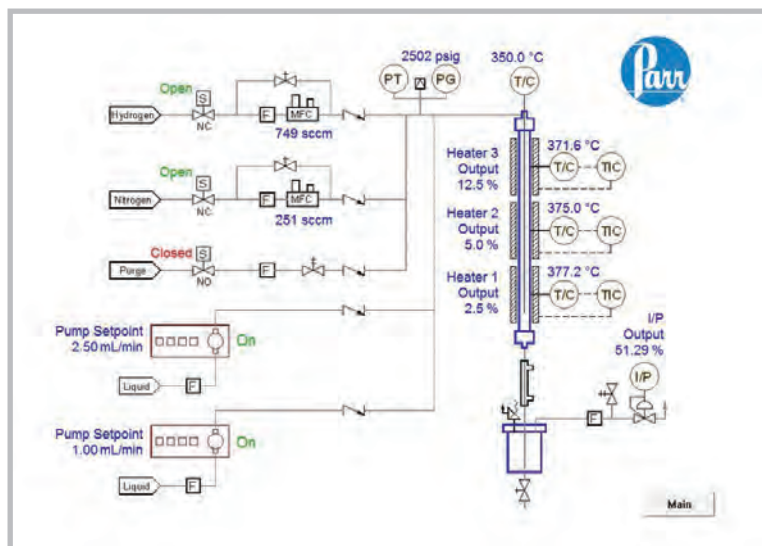 2502 psig
350.0 °C
PT
PG
T/C
Parr
Open
S
Hydrogen
NC
F
MFC
749 sccm
Heater 3
Output
12.5 %
371.6 °C
T/C
TIC
Open
S
Nitrogen
NC
F
MFC
251 sccm
Heater 2
Output
5.0 %
375.0 °C
T/C
TIC
Closed
S
Purge
NO
F
Heater 1
Output
2.5 %
377.2 °C
T/C
TIC
Pump Setpoint
2.50 mL/min
On
Liquid
F
I/P
Output
51.29 %
I/P
F
Pump Setpoint
1.00 mL/min
On
Liquid
F
Main